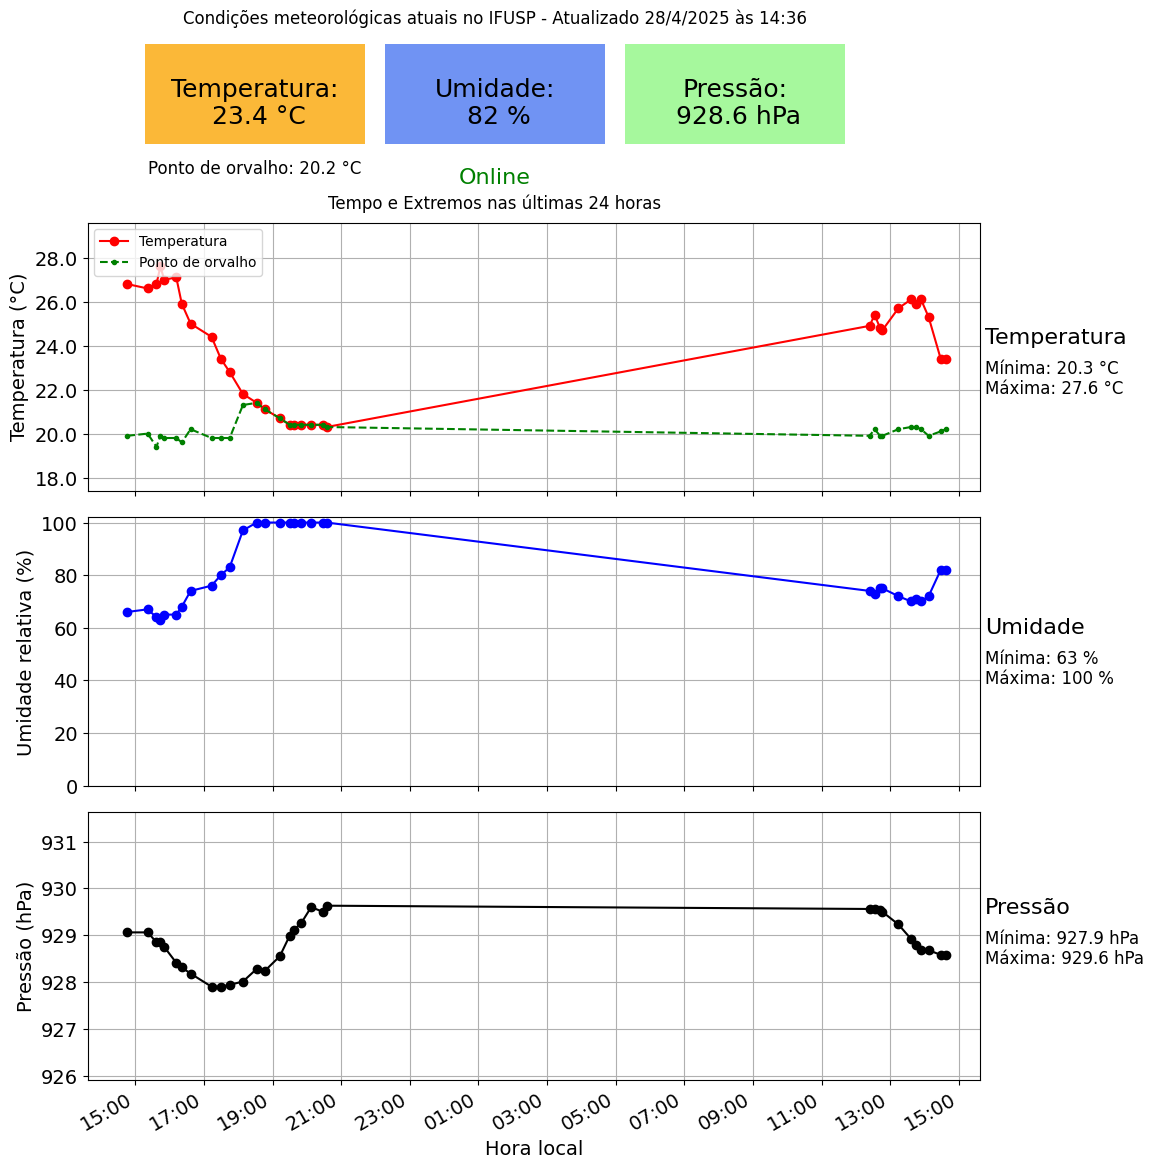 Condições meteorológicas atuais no IFUSP - Atualizado 28/4/2025 às 14:36
Temperatura:
23.4 °C
Umidade:
82 %
Pressão:
928.6 hPa
Ponto de orvalho: 20.2 °C
Online
Tempo e Extremos nas últimas 24 horas
Temperatura
Ponto de orvalho
Temperatura (°C)
28.0
26.0
24.0
22.0
20.0
18.0
Temperatura
Mínima: 20.3 °C
Máxima: 27.6 °C
Umidade relativa (%)
100
80
60
40
20
0
Umidade
Mínima: 63 %
Máxima: 100 %
Pressão (hPa)
931
930
929
928
927
926
Pressão
Mínima: 927.9 hPa
Máxima: 929.6 hPa
15:00 17:00 19:00 21:00 23:00 01:00 03:00 05:00 07:00 09:00 11:00 13:00 15:00
Hora local